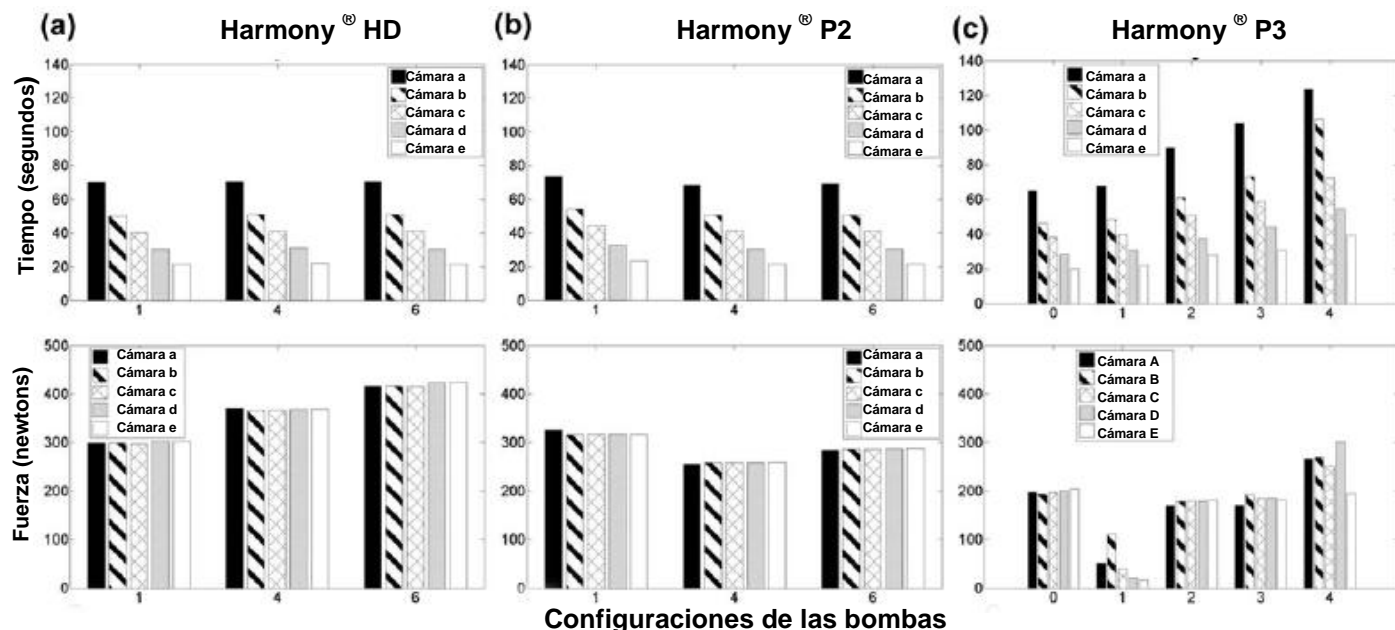 (a) Harmony ® HD
(b) Harmony ® P2
(c) Harmony ® P3
Tiempo (segundos)
140
120
100
80
60
40
20
0
Cámara a
Cámara b
Cámara c
Cámara d
Cámara e
1 4 6
140
120
100
80
60
40
20
0
Cámara a
Cámara b
Cámara c
Cámara d
Cámara e
1 4 6
140
120
100
80
60
40
20
0
Cámara a
Cámara b
Cámara c
Cámara d
Cámara e
0 1 2 3 4
Fuerza (newtons)
500
400
300
200
100
0
Cámara a
Cámara b
Cámara c
Cámara d
Cámara e
1 4 6
500
400
300
200
100
0
Cámara a
Cámara b
Cámara c
Cámara d
Cámara e
1 4 6
500
400
300
200
100
0
Cámara A
Cámara B
Cámara C
Cámara D
Cámara E
0 1 2 3 4
Configuraciones de las bombas